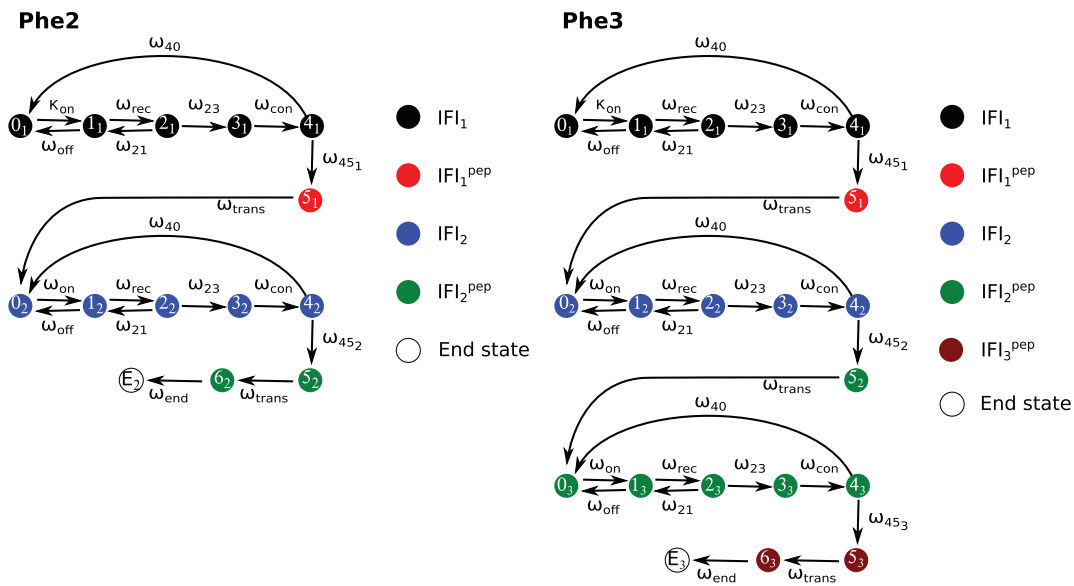 Phe2
ω40
κon ωrec ω23 ωcon
01 11 21 31 41
ωoff ω21
ω451
51
ωtrans
ω40
ωon ωrec ω23 ωcon
02 12 22 32 42
ωoff ω21
ω452
E2 62 52
ωend ωtrans
IFI1
IFI1pep
IFI2
IFI2pep
End state
Phe3
ω40
κon ωrec ω23 ωcon
01 11 21 31 41
ωoff ω21
ω451
51
ωtrans
ω40
ωon ωrec ω23 ωcon
02 12 22 32 42
ωoff ω21
ω452
52
ωtrans
ω40
ωon ωrec ω23 ωcon
03 13 23 33 43
ωoff ω21
ω453
E3 63 53
ωend ωtrans
IFI1
IFI1pep
IFI2
IFI2pep
IFI3pep
End state